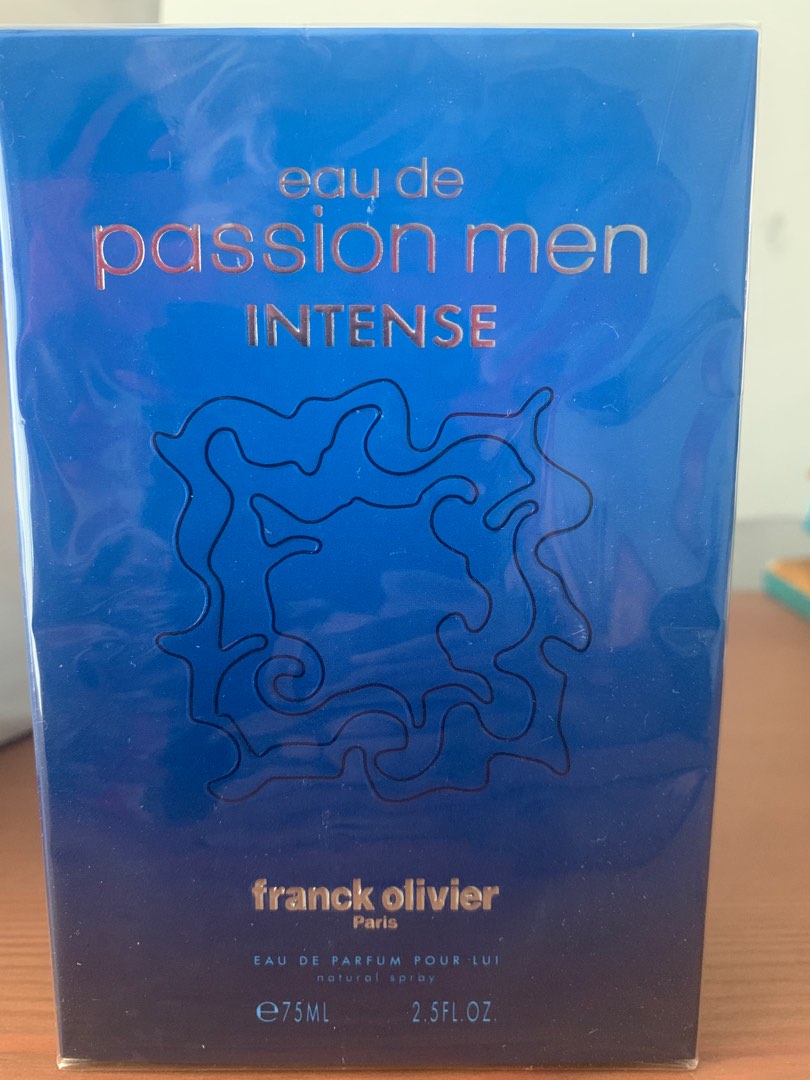 eau de
passion men
INTENSE
franck olivier
Paris
EAU DE PARFUM POUR LUI
natural spray
℮75ML 2.5FL.OZ.